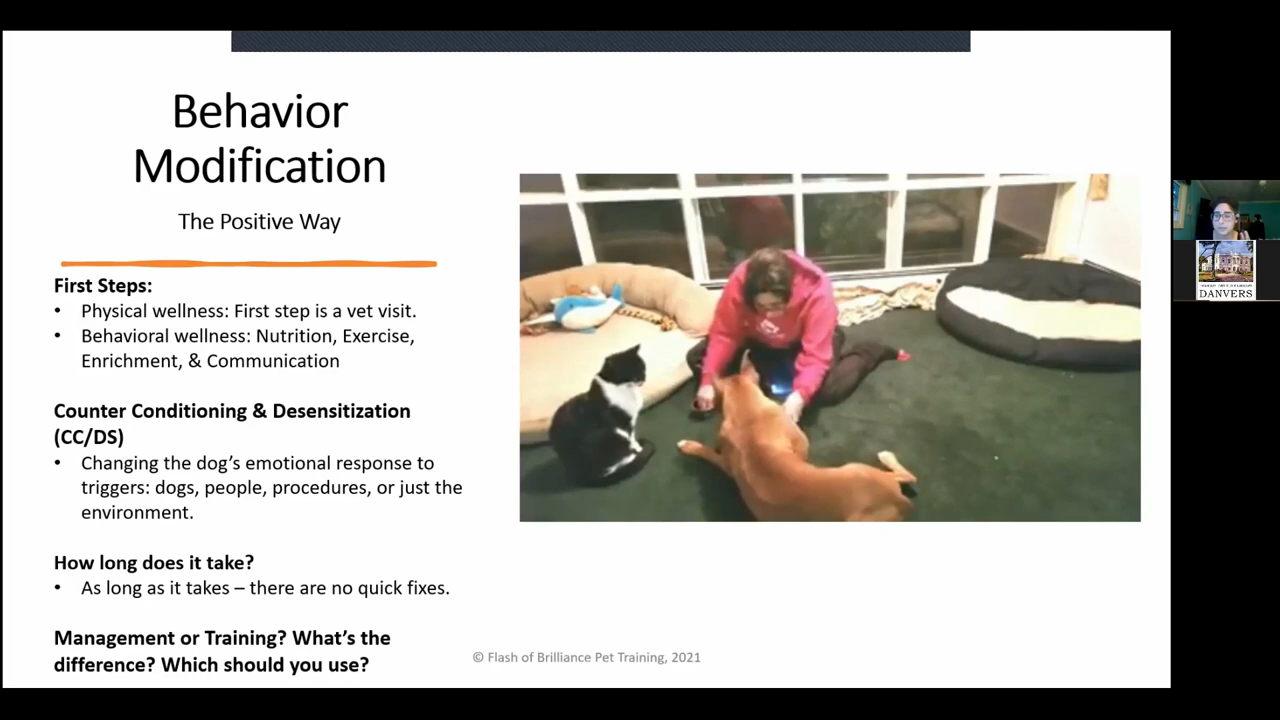 Behavior
Modification
The Positive Way
First Steps:
• Physical wellness: First step is a vet visit.
• Behavioral wellness: Nutrition, Exercise,
Enrichment, & Communication
Counter Conditioning & Desensitization
(CC/DS)
• Changing the dog’s emotional response to
triggers: dogs, people, procedures, or just the
environment.
How long does it take?
• As long as it takes – there are no quick fixes.
Management or Training? What’s the
difference? Which should you use?
© Flash of Brilliance Pet Training, 2021
DANVERS